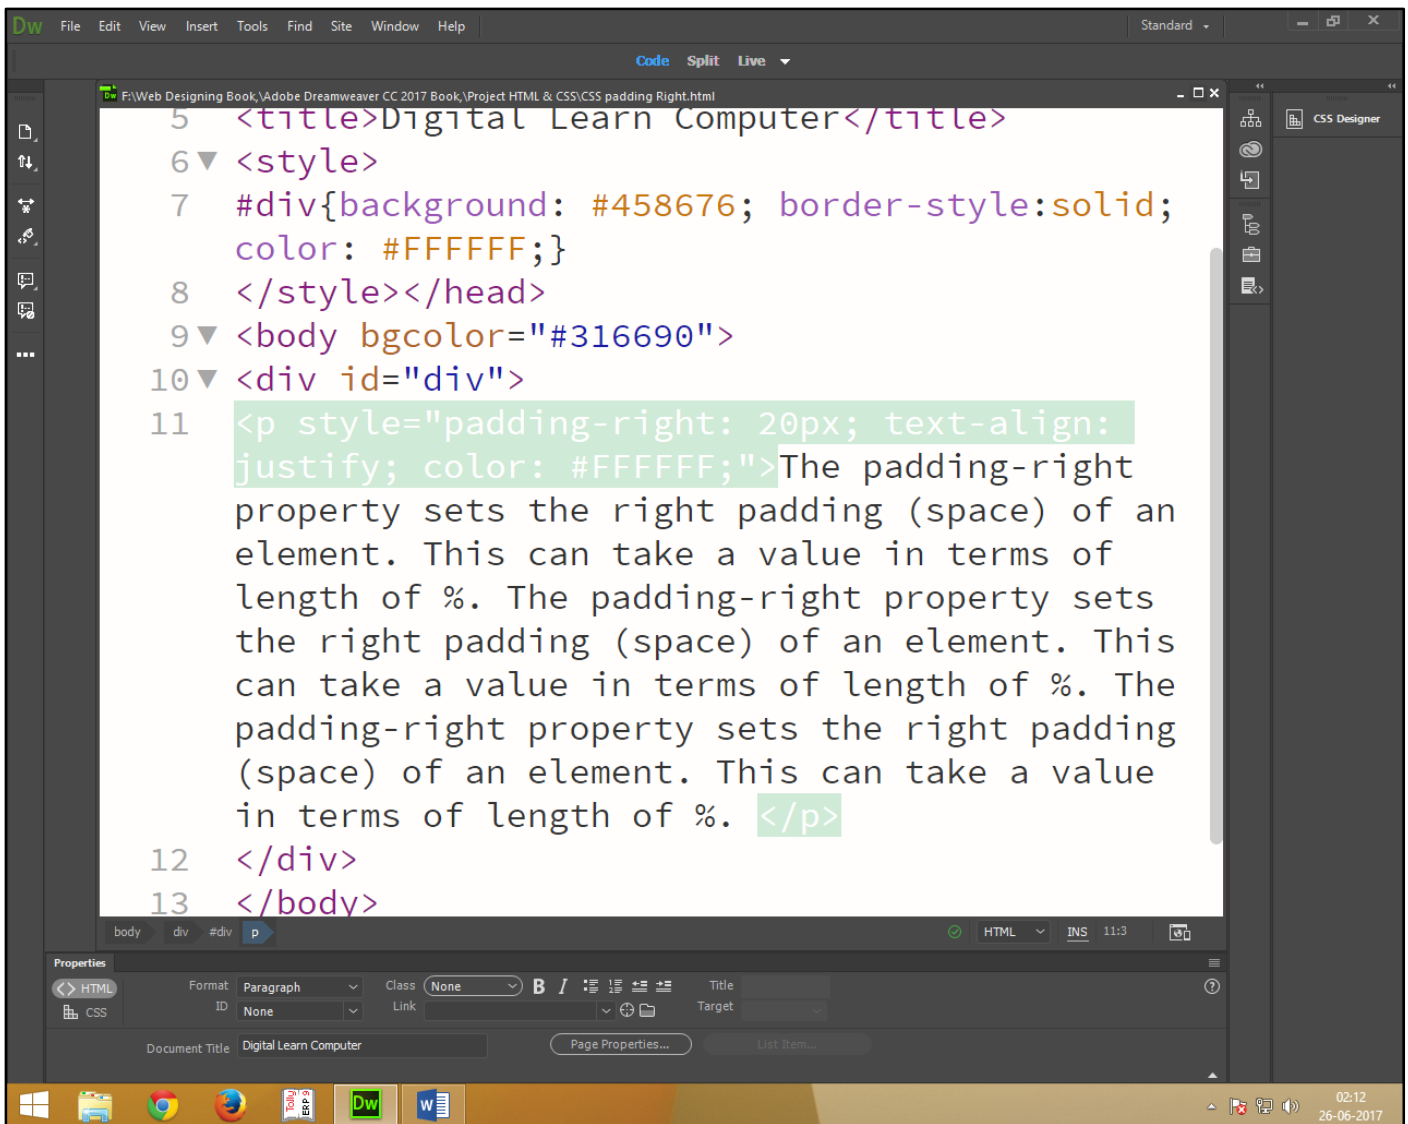 Dw File Edit View Insert Tools Find Site Window Help Standard
Code Split Live
Dw F:\Web Designing Book,\Adobe Dreamweaver CC 2017 Book,\Project HTML & CSS\CSS padding Right.html
CSS Designer
5 <title>Digital Learn Computer</title>
6 <style>
7 #div{background: #458676; border-style:solid;
color: #FFFFFF;}
8 </style></head>
9 <body bgcolor="#316690">
10 <div id="div">
11 <p style="padding-right: 20px; text-align:
justify; color: #FFFFFF;">The padding-right
property sets the right padding (space) of an
element. This can take a value in terms of
length of %. The padding-right property sets
the right padding (space) of an element. This
can take a value in terms of length of %. The
padding-right property sets the right padding
(space) of an element. This can take a value
in terms of length of %. </p>
12 </div>
13 </body>
body div #div p HTML INS 11:3
Properties
<> HTML Format Paragraph Class None B I Title
CSS ID None Link Target
Document Title Digital Learn Computer Page Properties... List Item...
Tolly ERP 9 Dw W
02:12
26-06-2017